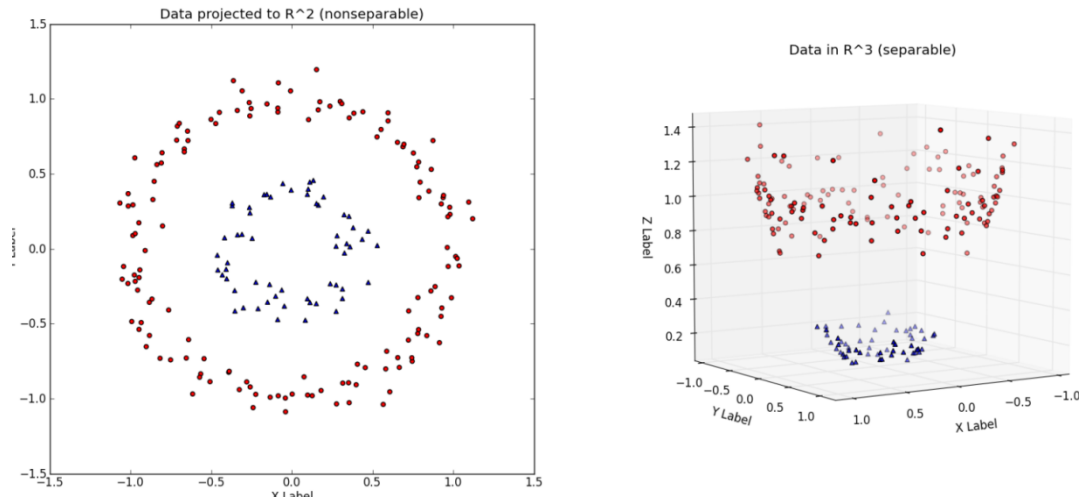 Data projected to R^2 (nonseparable)
1.5
1.0
0.5
0.0
−0.5
−1.0
−1.5
−1.5 −1.0 −0.5 0.0 0.5 1.0 1.5
X Label
Data in R^3 (separable)
1.4
1.2
1.0
0.8
0.6
0.4
0.2
Z Label
−1.0 −0.5 0.0 0.5 1.0
Y Label
1.0 0.5 0.0 −0.5 −1.0
X Label